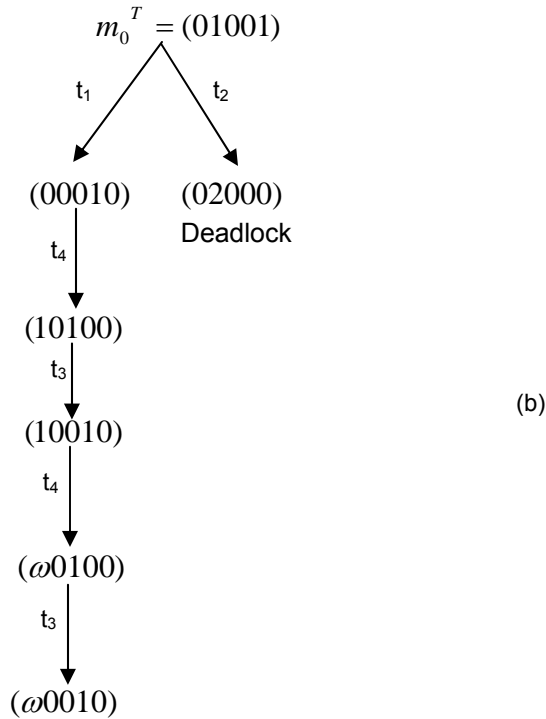 m₀ᵀ = (01001)
t₁ t₂
(00010) (02000)
Deadlock
t₄
(10100)
t₃
(b)
(10010)
t₄
(ω0100)
t₃
(ω0010)